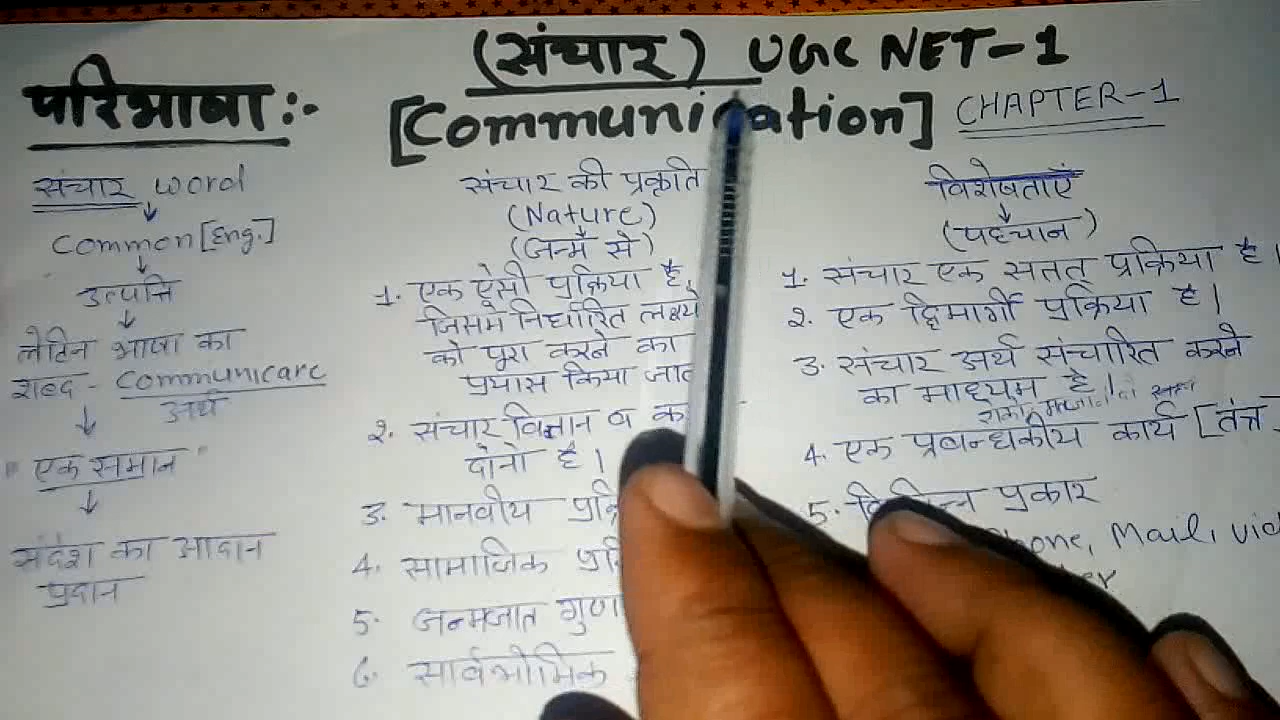 (संचार) UGC NET-1
परिभाषा:-
[Communication]
CHAPTER-1
संचार word
Common [Eng.]
उत्पत्ति
लेटिन भाषा का
शब्द - Communicare
अर्थ
"एक समान"
संदेश का आदान
प्रदान
संचार की प्रकृति
(Nature)
(जन्म से)
1. एक ऐसी प्रक्रिया है,
जिसमे निर्धारित लक्ष्यो
को पूरा करने का
प्रयास किया जात
2. संचार विज्ञान व क
दोनो है।
3. मानवीय
4. सामाजिक
5. जन्मजात गुण
6. सार्वभौमिक
विशेषताएं
(पहचान)
1. संचार एक सतत् प्रक्रिया है।
2. एक द्विमार्गी प्रक्रिया है।
3. संचार अर्थ संचारित करने
का माध्यम है।
4. एक प्रबन्धकीय कार्य [तंत्र
5. प्रकार
Mail,